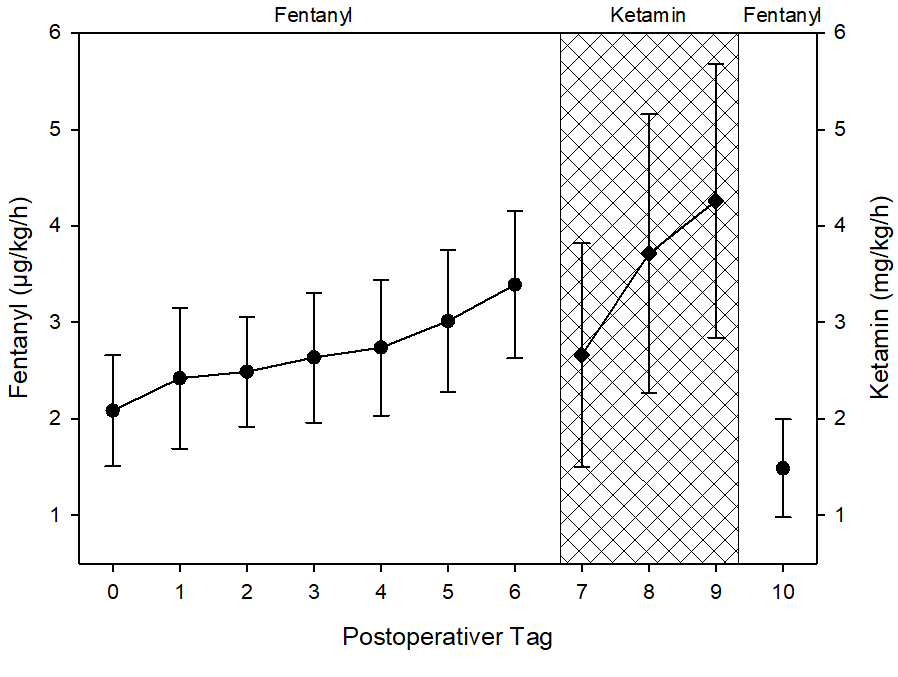 Fentanyl Ketamin Fentanyl
6 6
5 5
4 4
3 3
2 2
1 1
Fentanyl (µg/kg/h)
Ketamin (mg/kg/h)
0 1 2 3 4 5 6 7 8 9 10
Postoperativer Tag